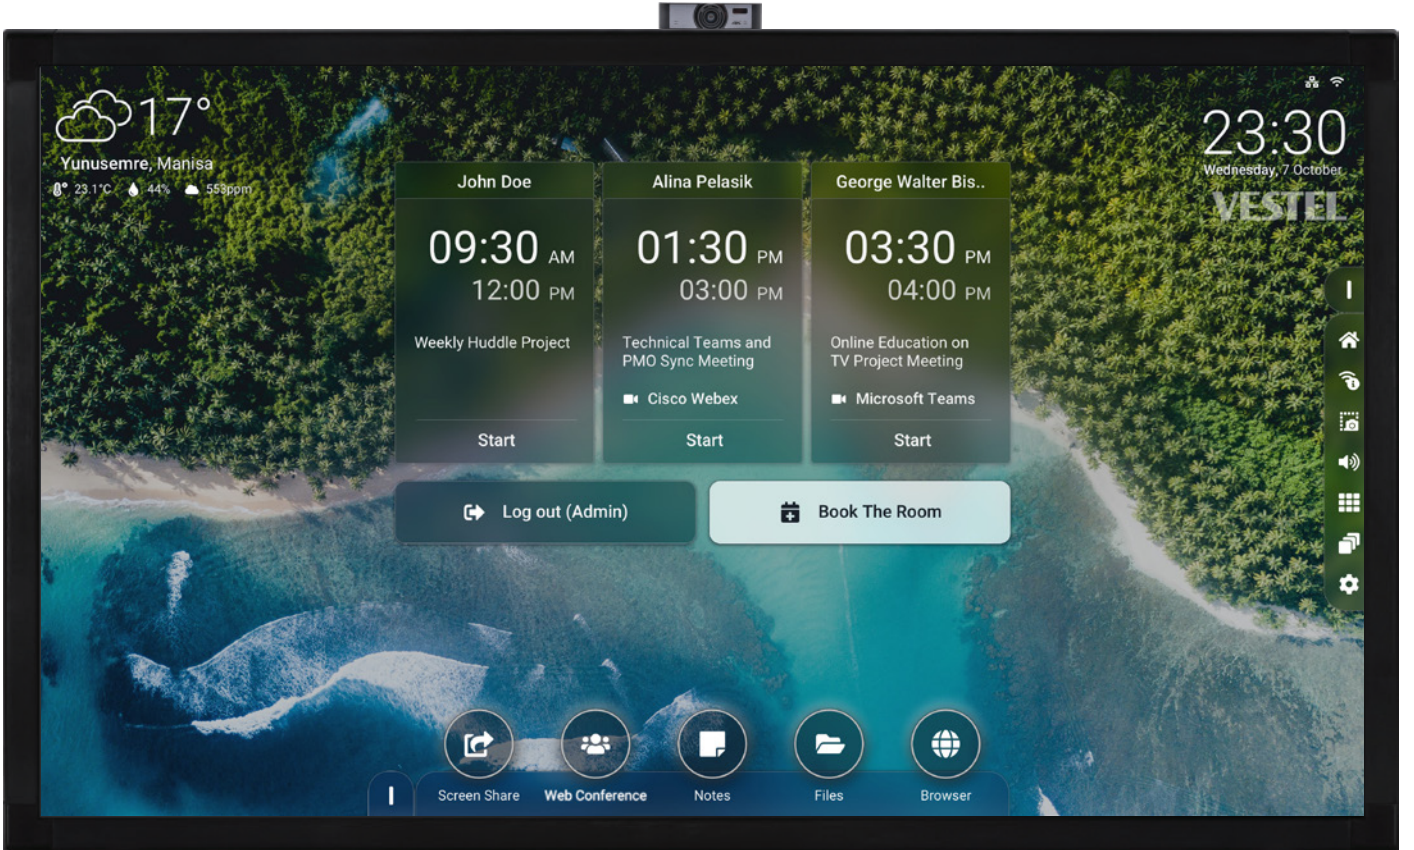 17°
Yunusemre, Manisa
23.1°C 44% 553ppm
23:30
Wednesday, 7 October
VESTEL
John Doe
09:30 AM
12:00 PM
Weekly Huddle Project
Start
Alina Pelasik
01:30 PM
03:00 PM
Technical Teams and
PMO Sync Meeting
Cisco Webex
Start
George Walter Bis..
03:30 PM
04:00 PM
Online Education on
TV Project Meeting
Microsoft Teams
Start
Log out (Admin)
Book The Room
Screen Share
Web Conference
Notes
Files
Browser